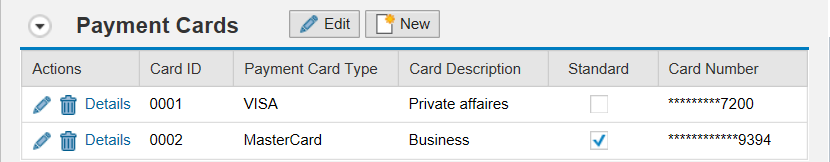 Payment Cards Edit New
Actions Card ID Payment Card Type Card Description Standard Card Number
Details 0001 VISA Private affaires *********7200
Details 0002 MasterCard Business ************9394